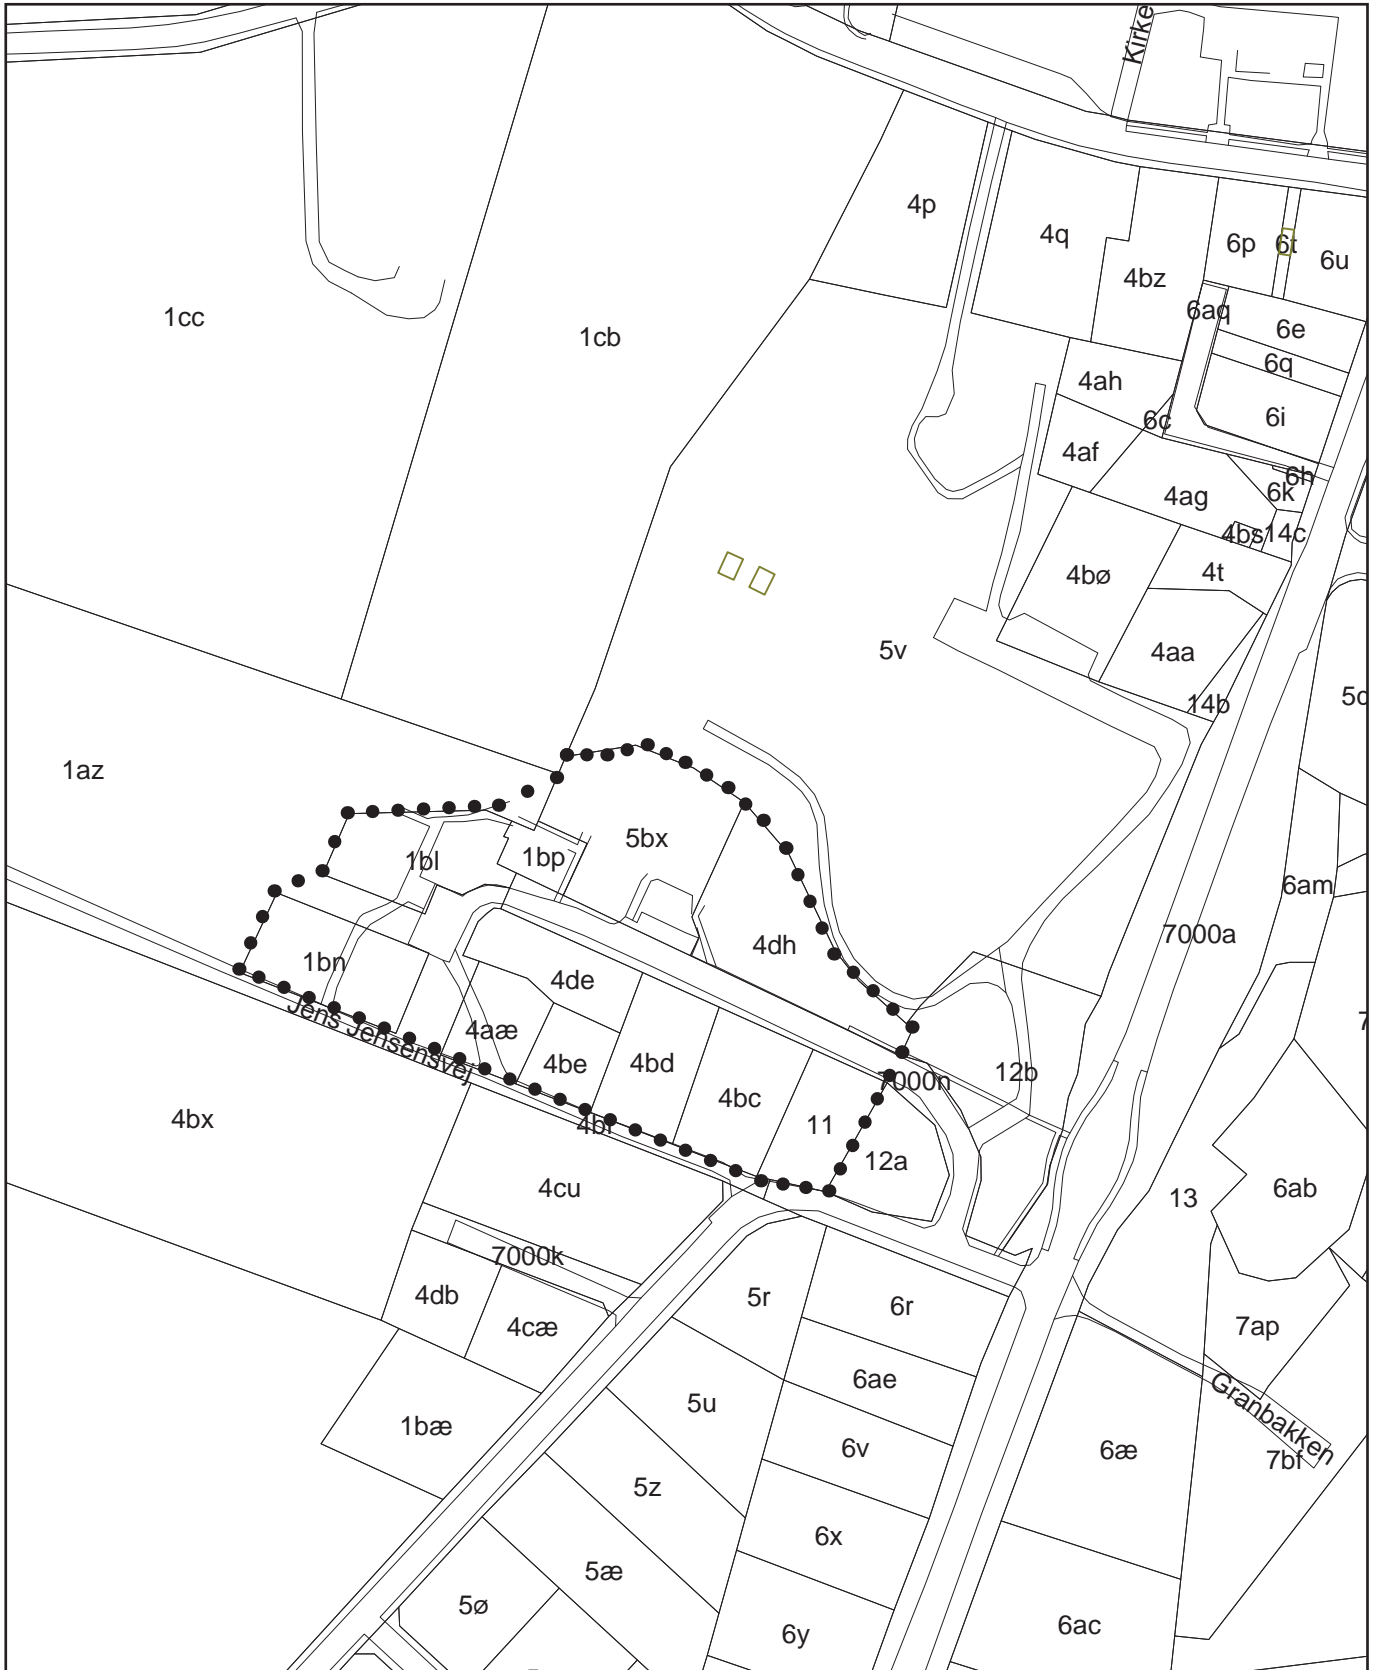 Kirke
4p
4q
6p
6t
6u
4bz
1cc
1cb
6aq
6e
6q
4ah
6i
6c
4af
6h
6k
4ag
4bs
14c
4bø
4t
5v
4aa
14b
1az
5bx
1bl
1bp
6am
7000a
4dh
1bn
4de
Jens Jensensvej
4aæ
4be
4bd
12b
7000n
4bc
4bx
11
12a
4cu
13
6ab
7000k
4db
5r
6r
4cæ
7ap
6ae
5u
Granbakken
1bæ
6v
6æ
7bf
5z
6x
5æ
5ø
6y
6ac